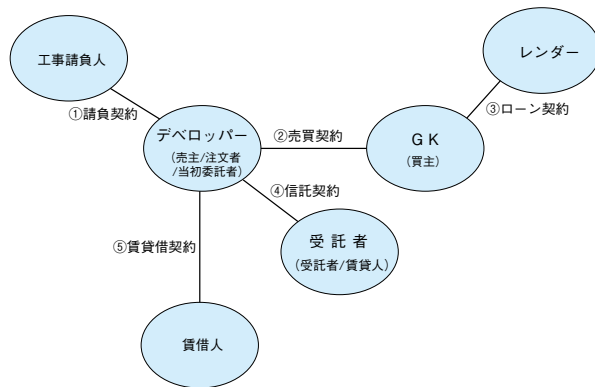 工事請負人
レンダー
①請負契約
③ローン契約
デベロッパー
(売主/注文者
/当初委託者)
②売買契約
GK
(買主)
④信託契約
受託者
(受託者/賃貸人)
⑤賃貸借契約
賃借人